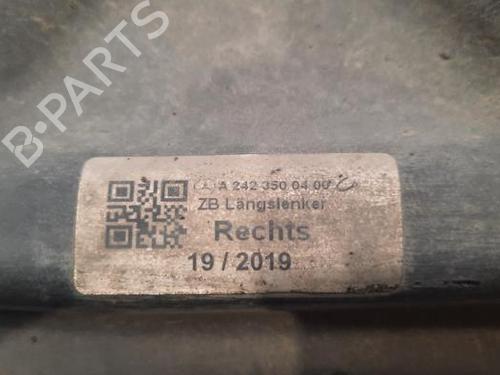 A 242 350 04 00
ZB Längslenker
Rechts
19 / 2019
B-PARTS